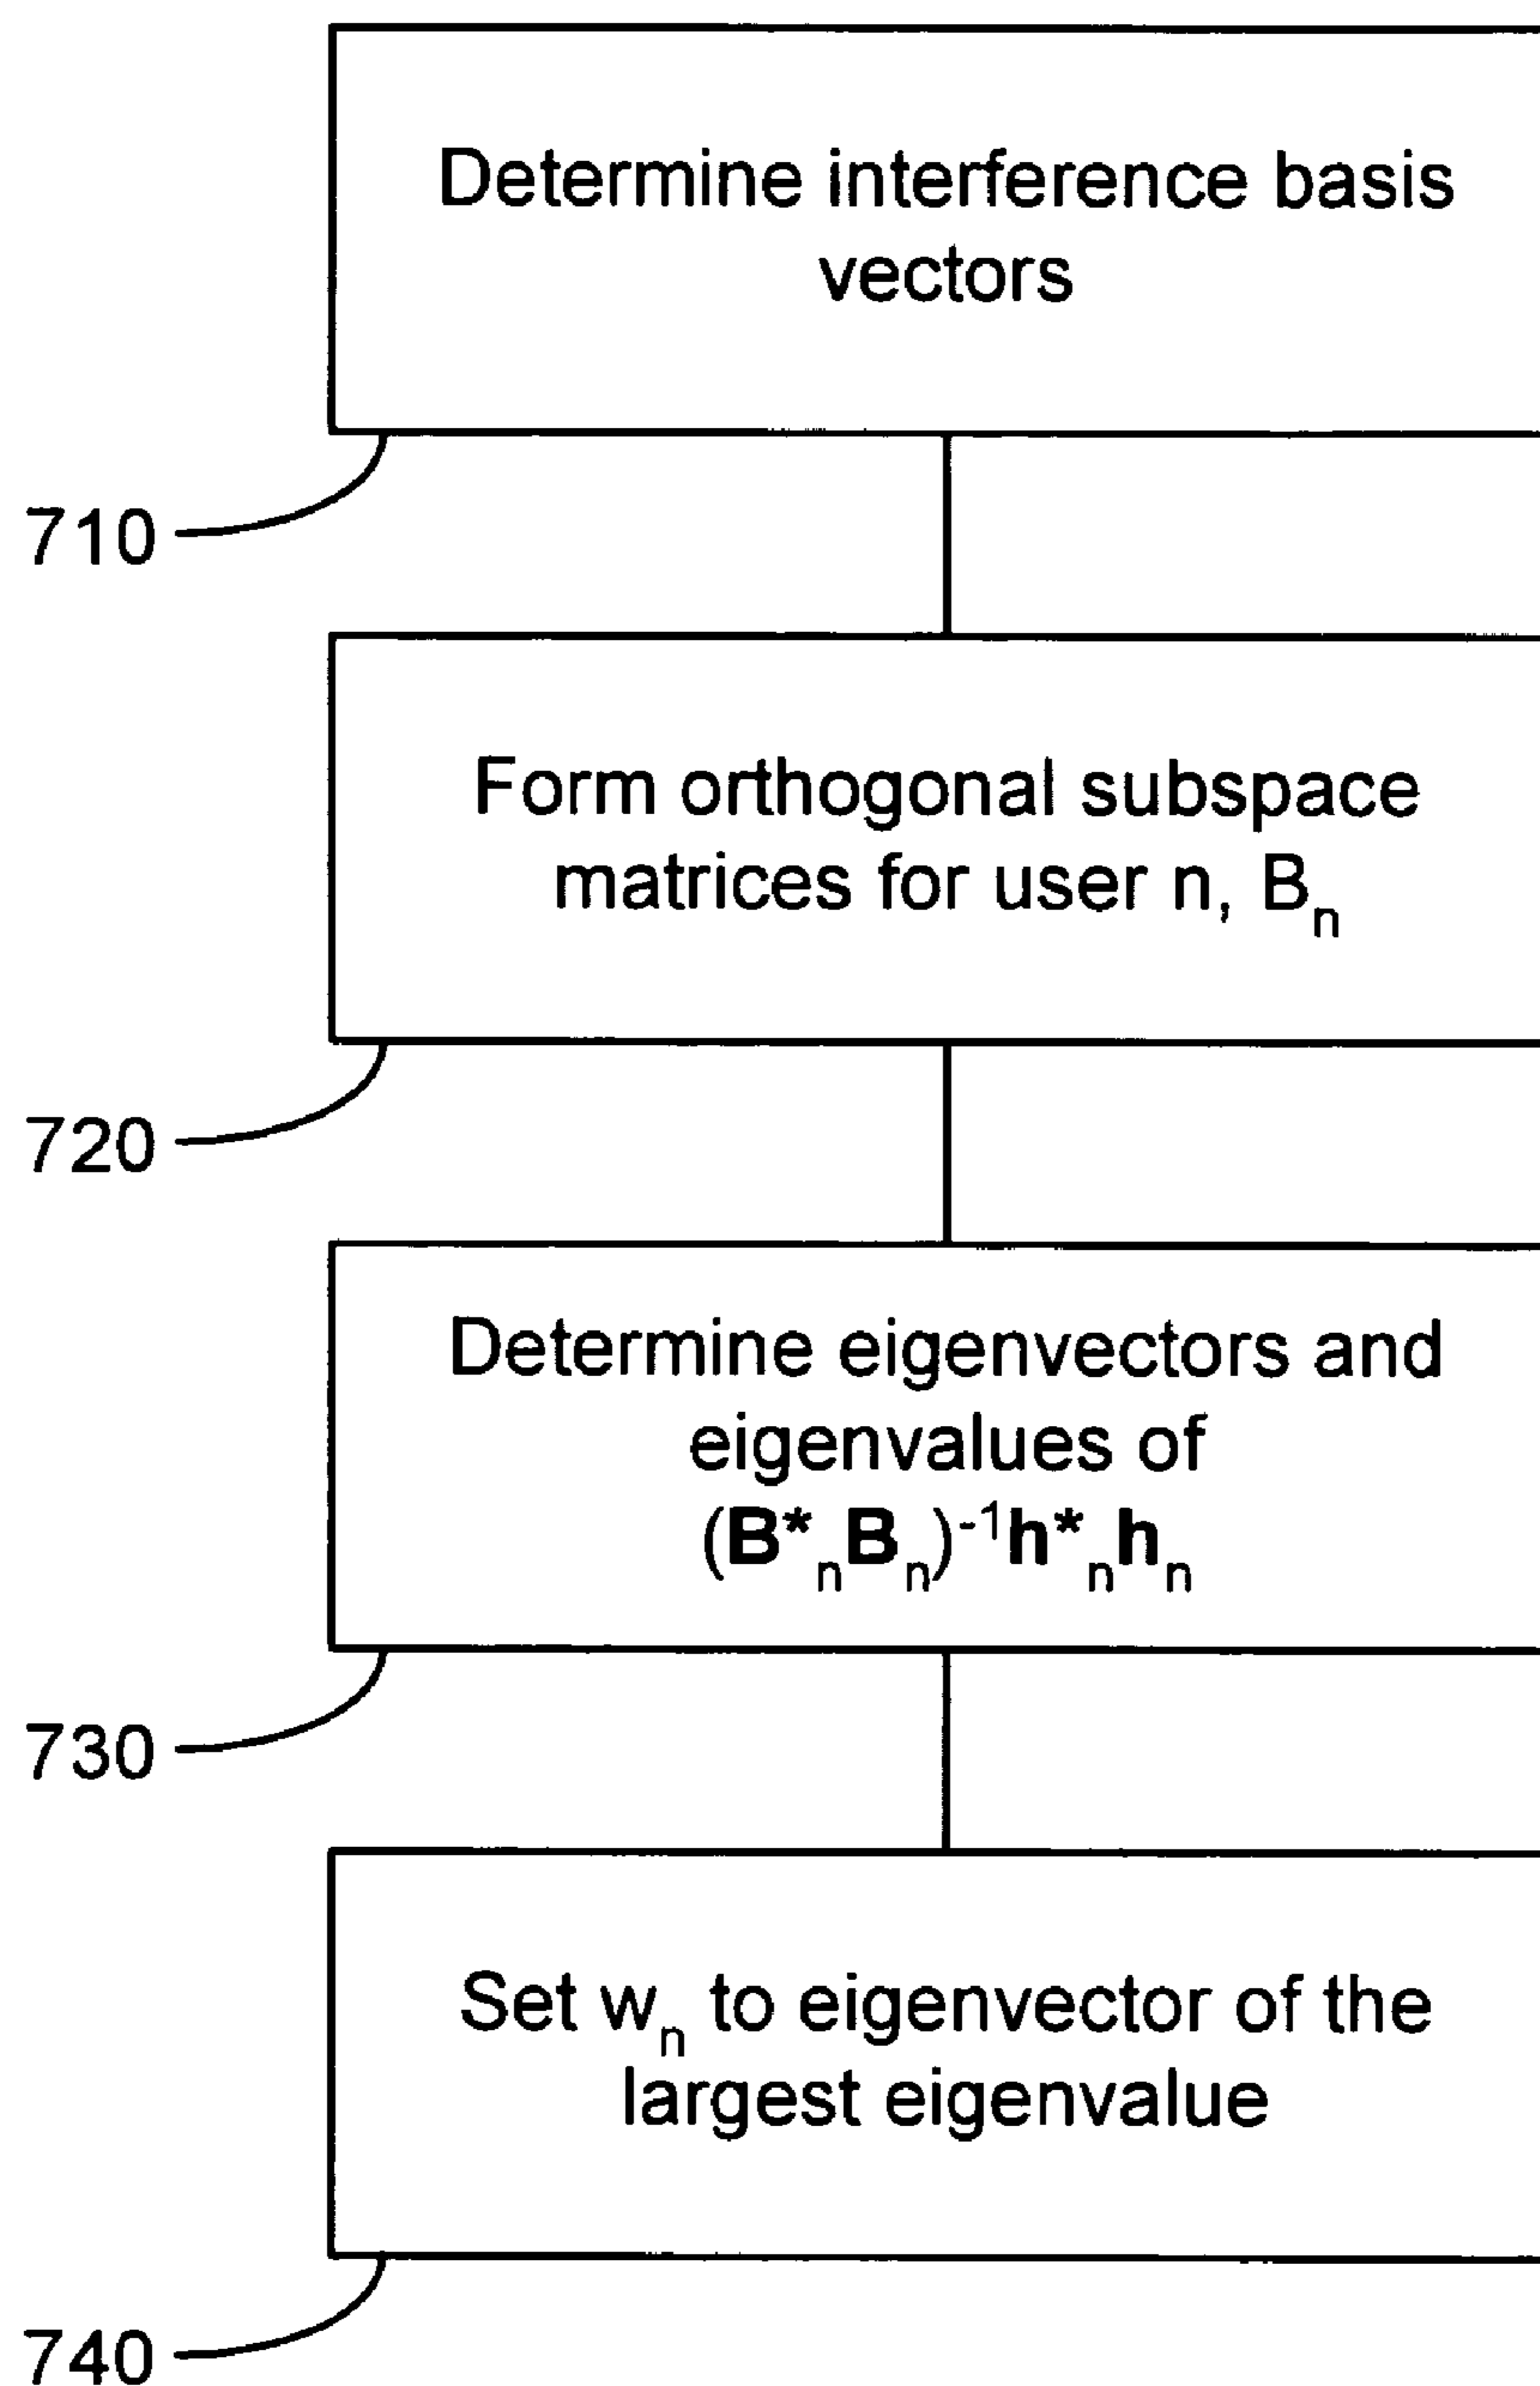 Determine interference basis
vectors
710
Form orthogonal subspace
matrices for user n, Bₙ
720
Determine eigenvectors and
eigenvalues of
(B*ₙBₙ)⁻¹h*ₙhₙ
730
Set wₙ to eigenvector of the
largest eigenvalue
740